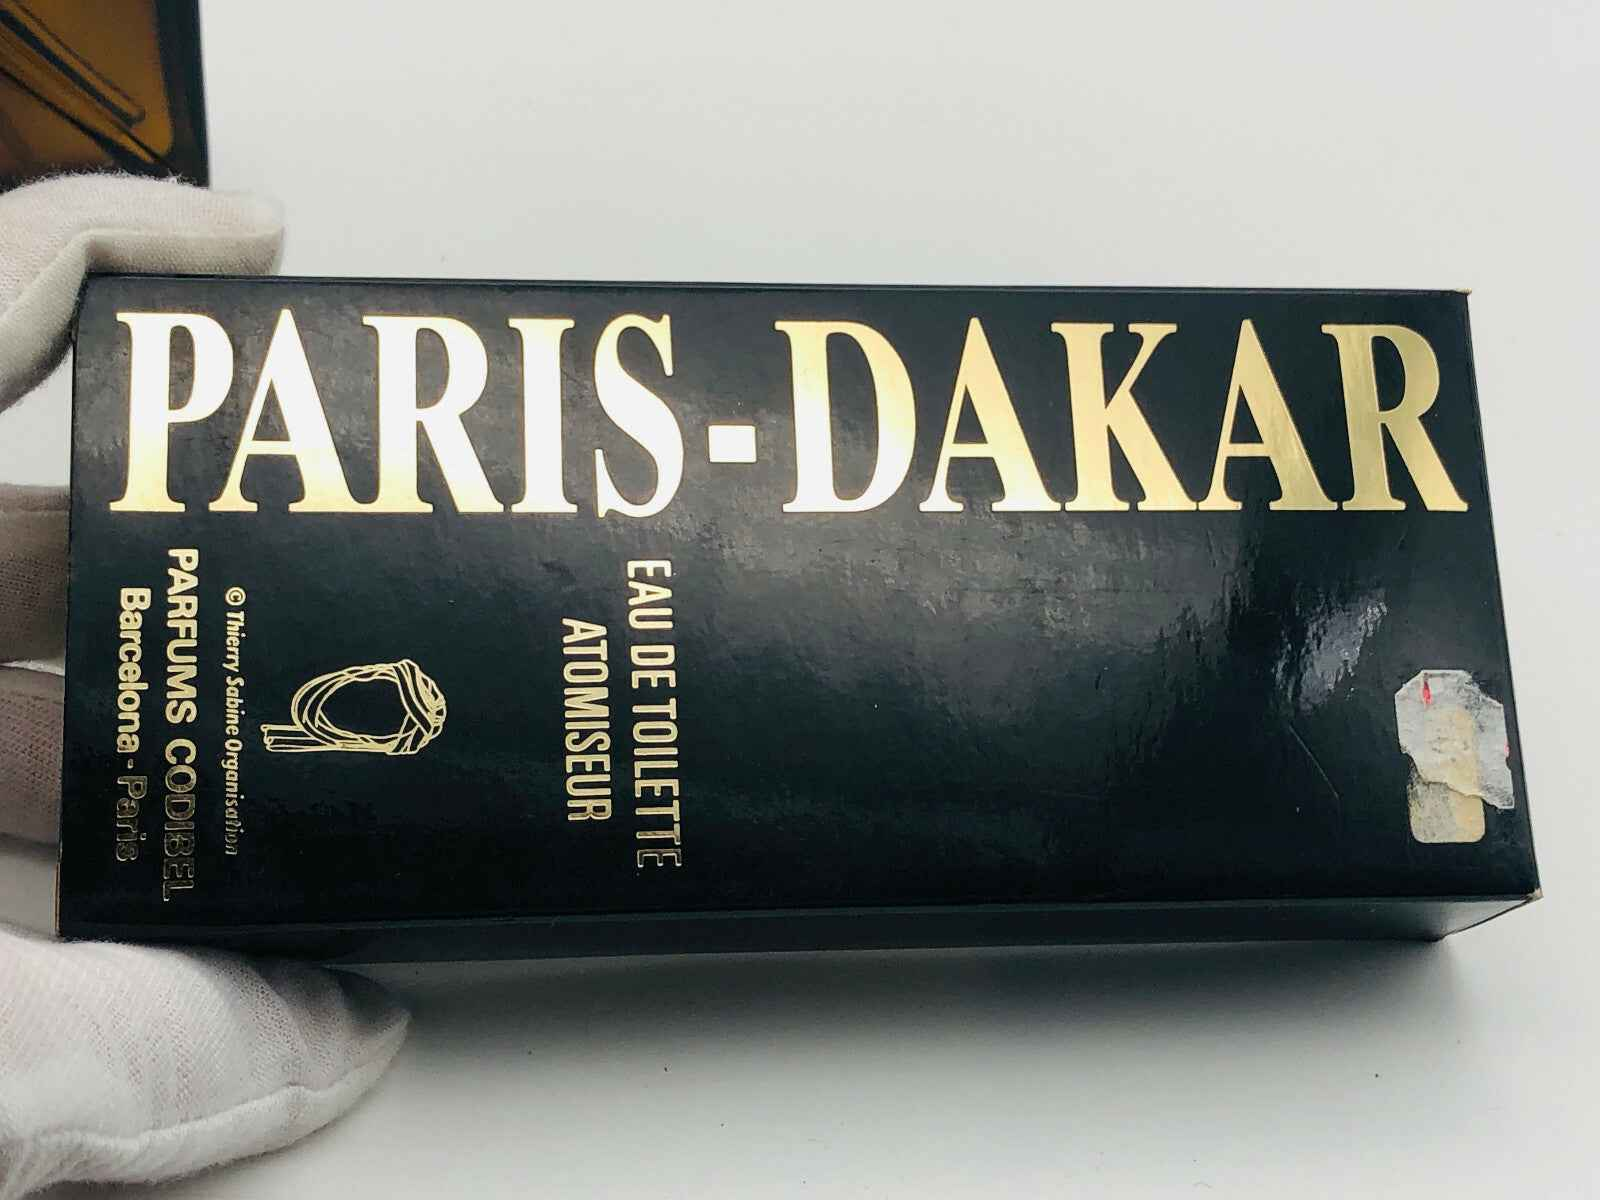 PARIS-DAKAR
EAU DE TOILETTE
ATOMISEUR
© Thierry Sabine Organisation
PARFUMS CODIBEL
Barcelona - Paris